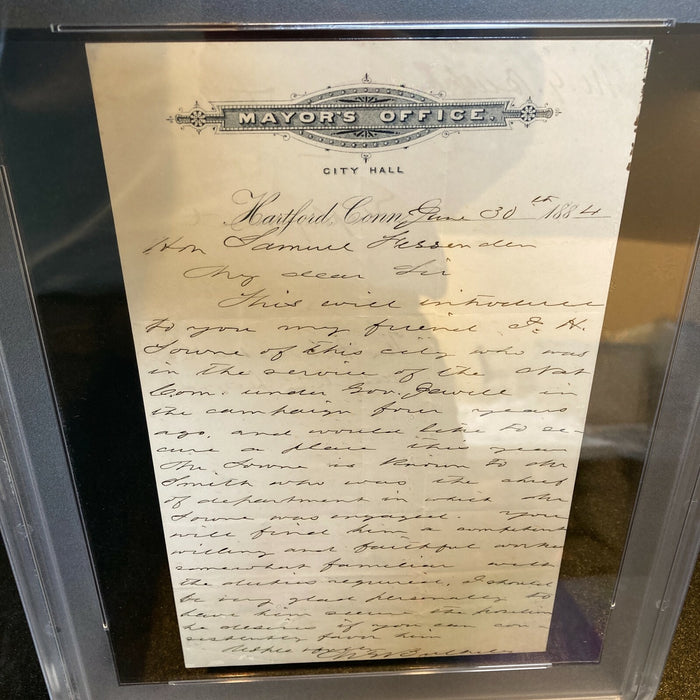 MAYOR'S OFFICE.
CITY HALL
Hartford, Conn, June 30th 1884
Hon Samuel Fessenden
My dear Sir
This will introduce
to you my friend J. H.
Towne of this city who was
in the service of the Nat
Com. under Gov. Jewell in
the campaign four years
ago, and would like to se-
cure a place this year
Mr Towne is known to Mr
Smith who was the chief
of department in which Mr
Towne was engaged. You
will find him a competent
willing and faithful worker
somewhat familiar with
the duties required, I should
be very glad personally to
have him secure the position
he desires if you can con-
sistently favor him
Bulkeley